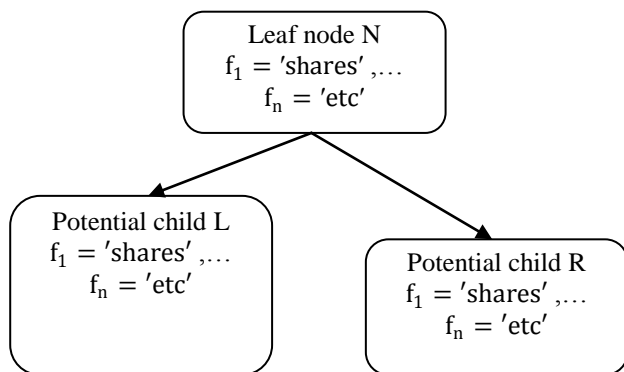 Leaf node N
f₁ = ′shares′ ,…
fₙ = ′etc′
Potential child L
f₁ = ′shares′ ,…
fₙ = ′etc′
Potential child R
f₁ = ′shares′ ,…
fₙ = ′etc′